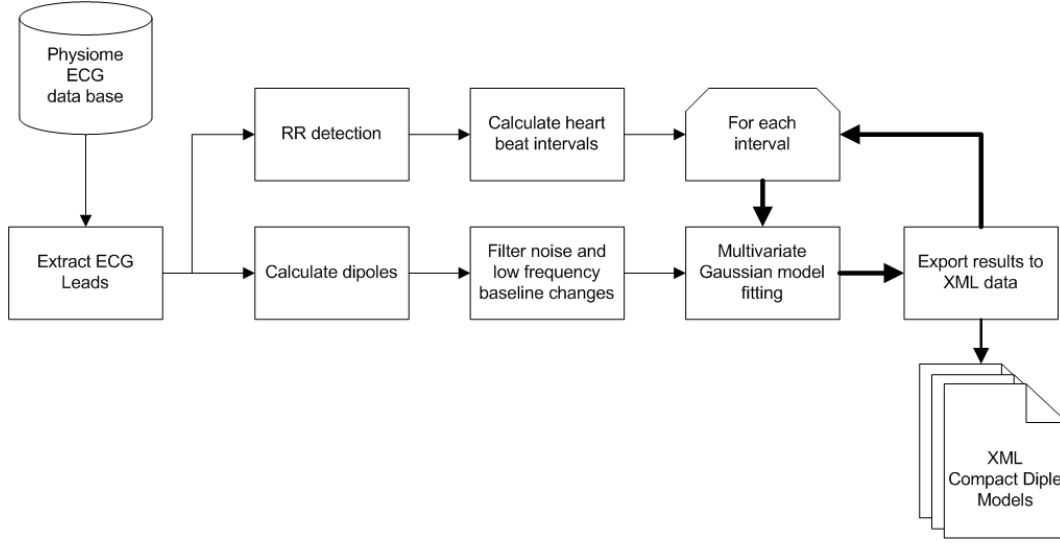 Physiome
ECG
data base
RR detection
Calculate heart
beat intervals
For each
interval
Extract ECG
Leads
Calculate dipoles
Filter noise and
low frequency
baseline changes
Multivariate
Gaussian model
fitting
Export results to
XML data
XML
Compact Diple
Models